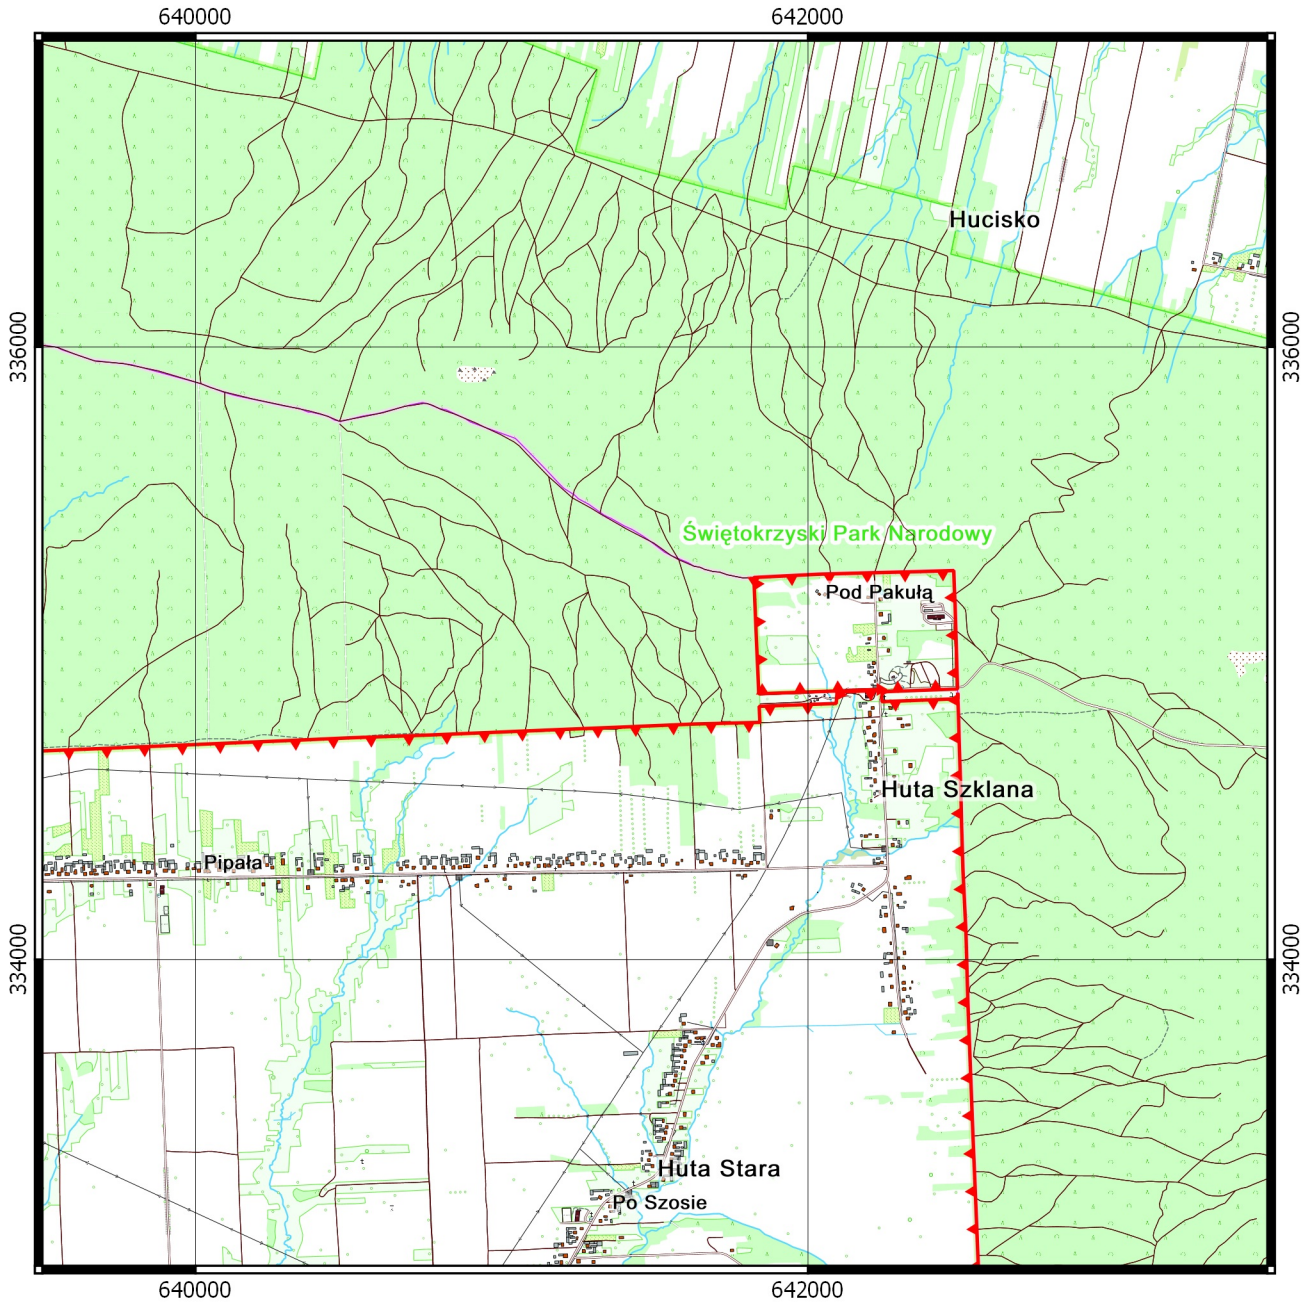 640000 642000
Hucisko
336000 336000
Świętokrzyski Park Narodowy
Pod Pakułą
Huta Szklana
Pipała
334000 334000
Huta Stara
Po Szosie
640000 642000